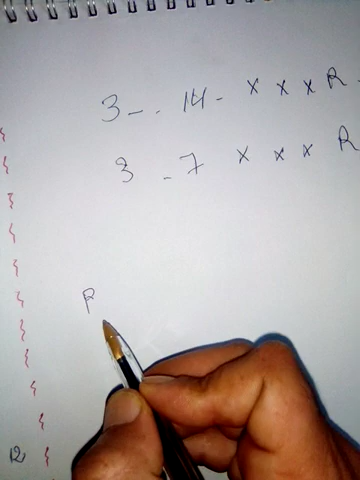 3 - . 14 - x x x R -
3 . 7 x x x R
R
12